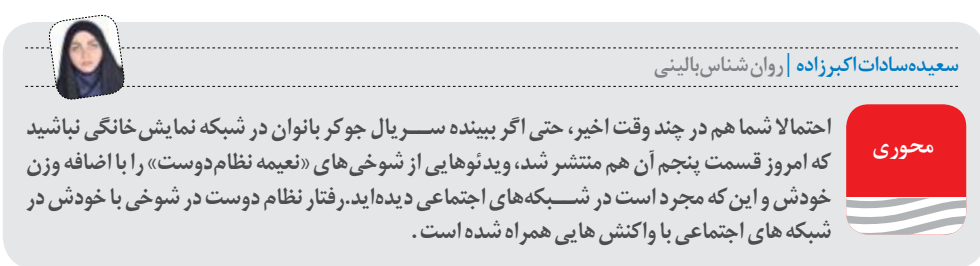 سعیده‌سادات‌اکبرزاده | روان‌شناس‌بالینی
محوری
احتمالا شما هم در چند وقت اخیر، حتی اگر بیننده ســـریال جوکر بانوان در شبکه نمایش خانگی نباشید
که امروز قسمت پنجم آن هم منتشر شد، ویدئوهایی از شوخی‌های «نعیمه نظام‌دوست» را با اضافه وزن
خودش و این که مجرد است در شـــبکه‌های اجتماعی دیده‌اید.رفتار نظام دوست در شوخی با خودش در
شبکه های اجتماعی با واکنش هایی همراه شده است .